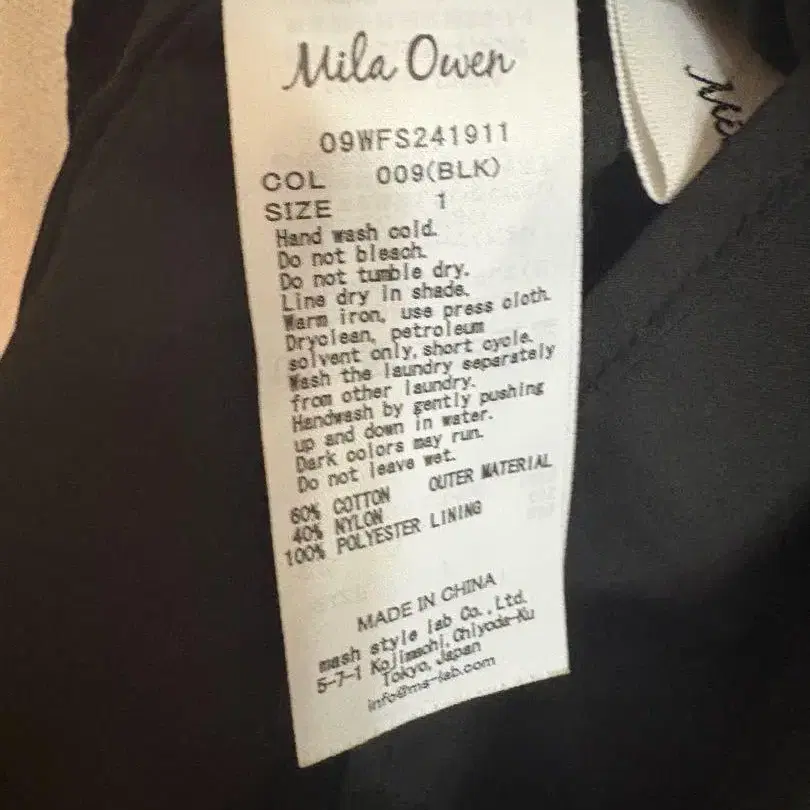 Mila Owen
09WFS241911
COL 009(BLK)
SIZE 1
Hand wash cold.
Do not bleach.
Do not tumble dry.
Line dry in shade.
Warm iron, use press cloth.
Dryclean, petroleum
solvent only, short cycle.
Wash the laundry separately
from other laundry.
Handwash by gently pushing
up and down in water.
Dark colors may run.
Do not leave wet.
60% COTTON OUTER MATERIAL
40% NYLON
100% POLYESTER LINING
MADE IN CHINA
mash style lab Co.,Ltd.
5-7-1 Kojimachi, Chiyoda-Ku
Tokyo, Japan
info@ms-lab.com